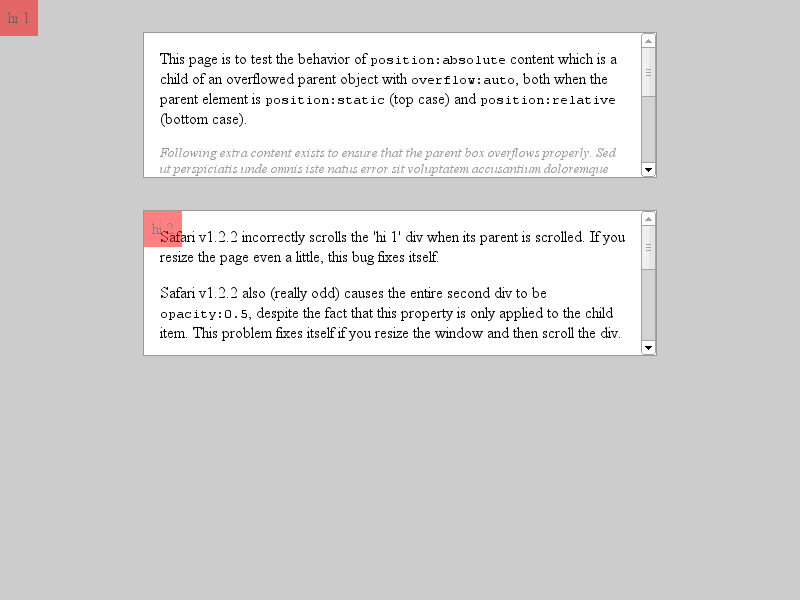 hi 1
This page is to test the behavior of position:absolute content which is a
child of an overflowed parent object with overflow:auto, both when the
parent element is position:static (top case) and position:relative
(bottom case).
Following extra content exists to ensure that the parent box overflows properly. Sed
ut perspiciatis unde omnis iste natus error sit voluptatem accusantium doloremque
hi 2
Safari v1.2.2 incorrectly scrolls the 'hi 1' div when its parent is scrolled. If you
resize the page even a little, this bug fixes itself.
Safari v1.2.2 also (really odd) causes the entire second div to be
opacity:0.5, despite the fact that this property is only applied to the child
item. This problem fixes itself if you resize the window and then scroll the div.